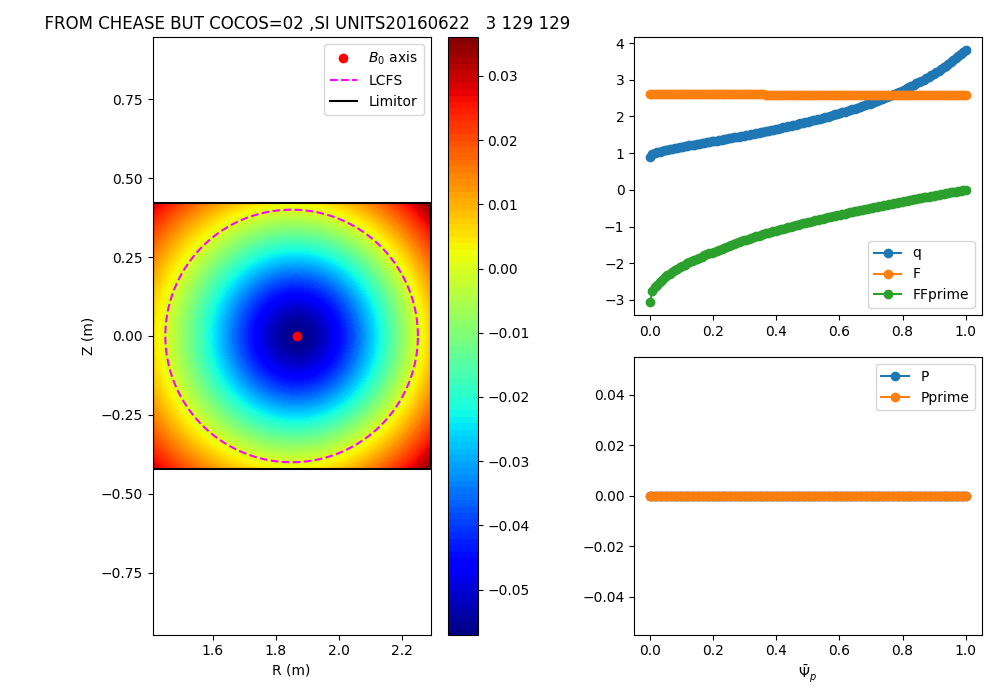 FROM CHEASE BUT COCOS=02 ,SI UNITS20160622   3 129 129
B₀ axis
LCFS
Limitor
0.75
0.50
0.25
0.00
−0.25
−0.50
−0.75
Z (m)
1.6 1.8 2.0 2.2
R (m)
0.03
0.02
0.01
0.00
−0.01
−0.02
−0.03
−0.04
−0.05
4
3
2
1
0
−1
−2
−3
q
F
FFprime
0.0 0.2 0.4 0.6 0.8 1.0
P
Pprime
0.04
0.02
0.00
−0.02
−0.04
0.0 0.2 0.4 0.6 0.8 1.0
Ψ̄ₚ